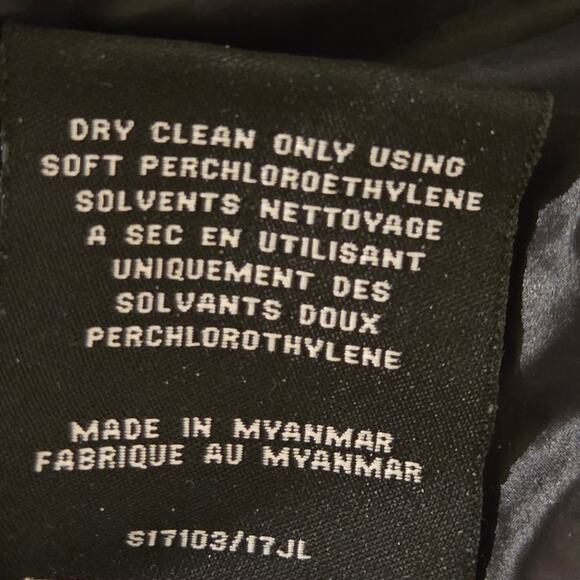 DRY CLEAN ONLY USING
SOFT PERCHLOROETHYLENE
SOLVENTS NETTOYAGE
A SEC EN UTILISANT
UNIQUEMENT DES
SOLVANTS DOUX
PERCHLOROTHYLENE
MADE IN MYANMAR
FABRIQUE AU MYANMAR
S17103/17JL